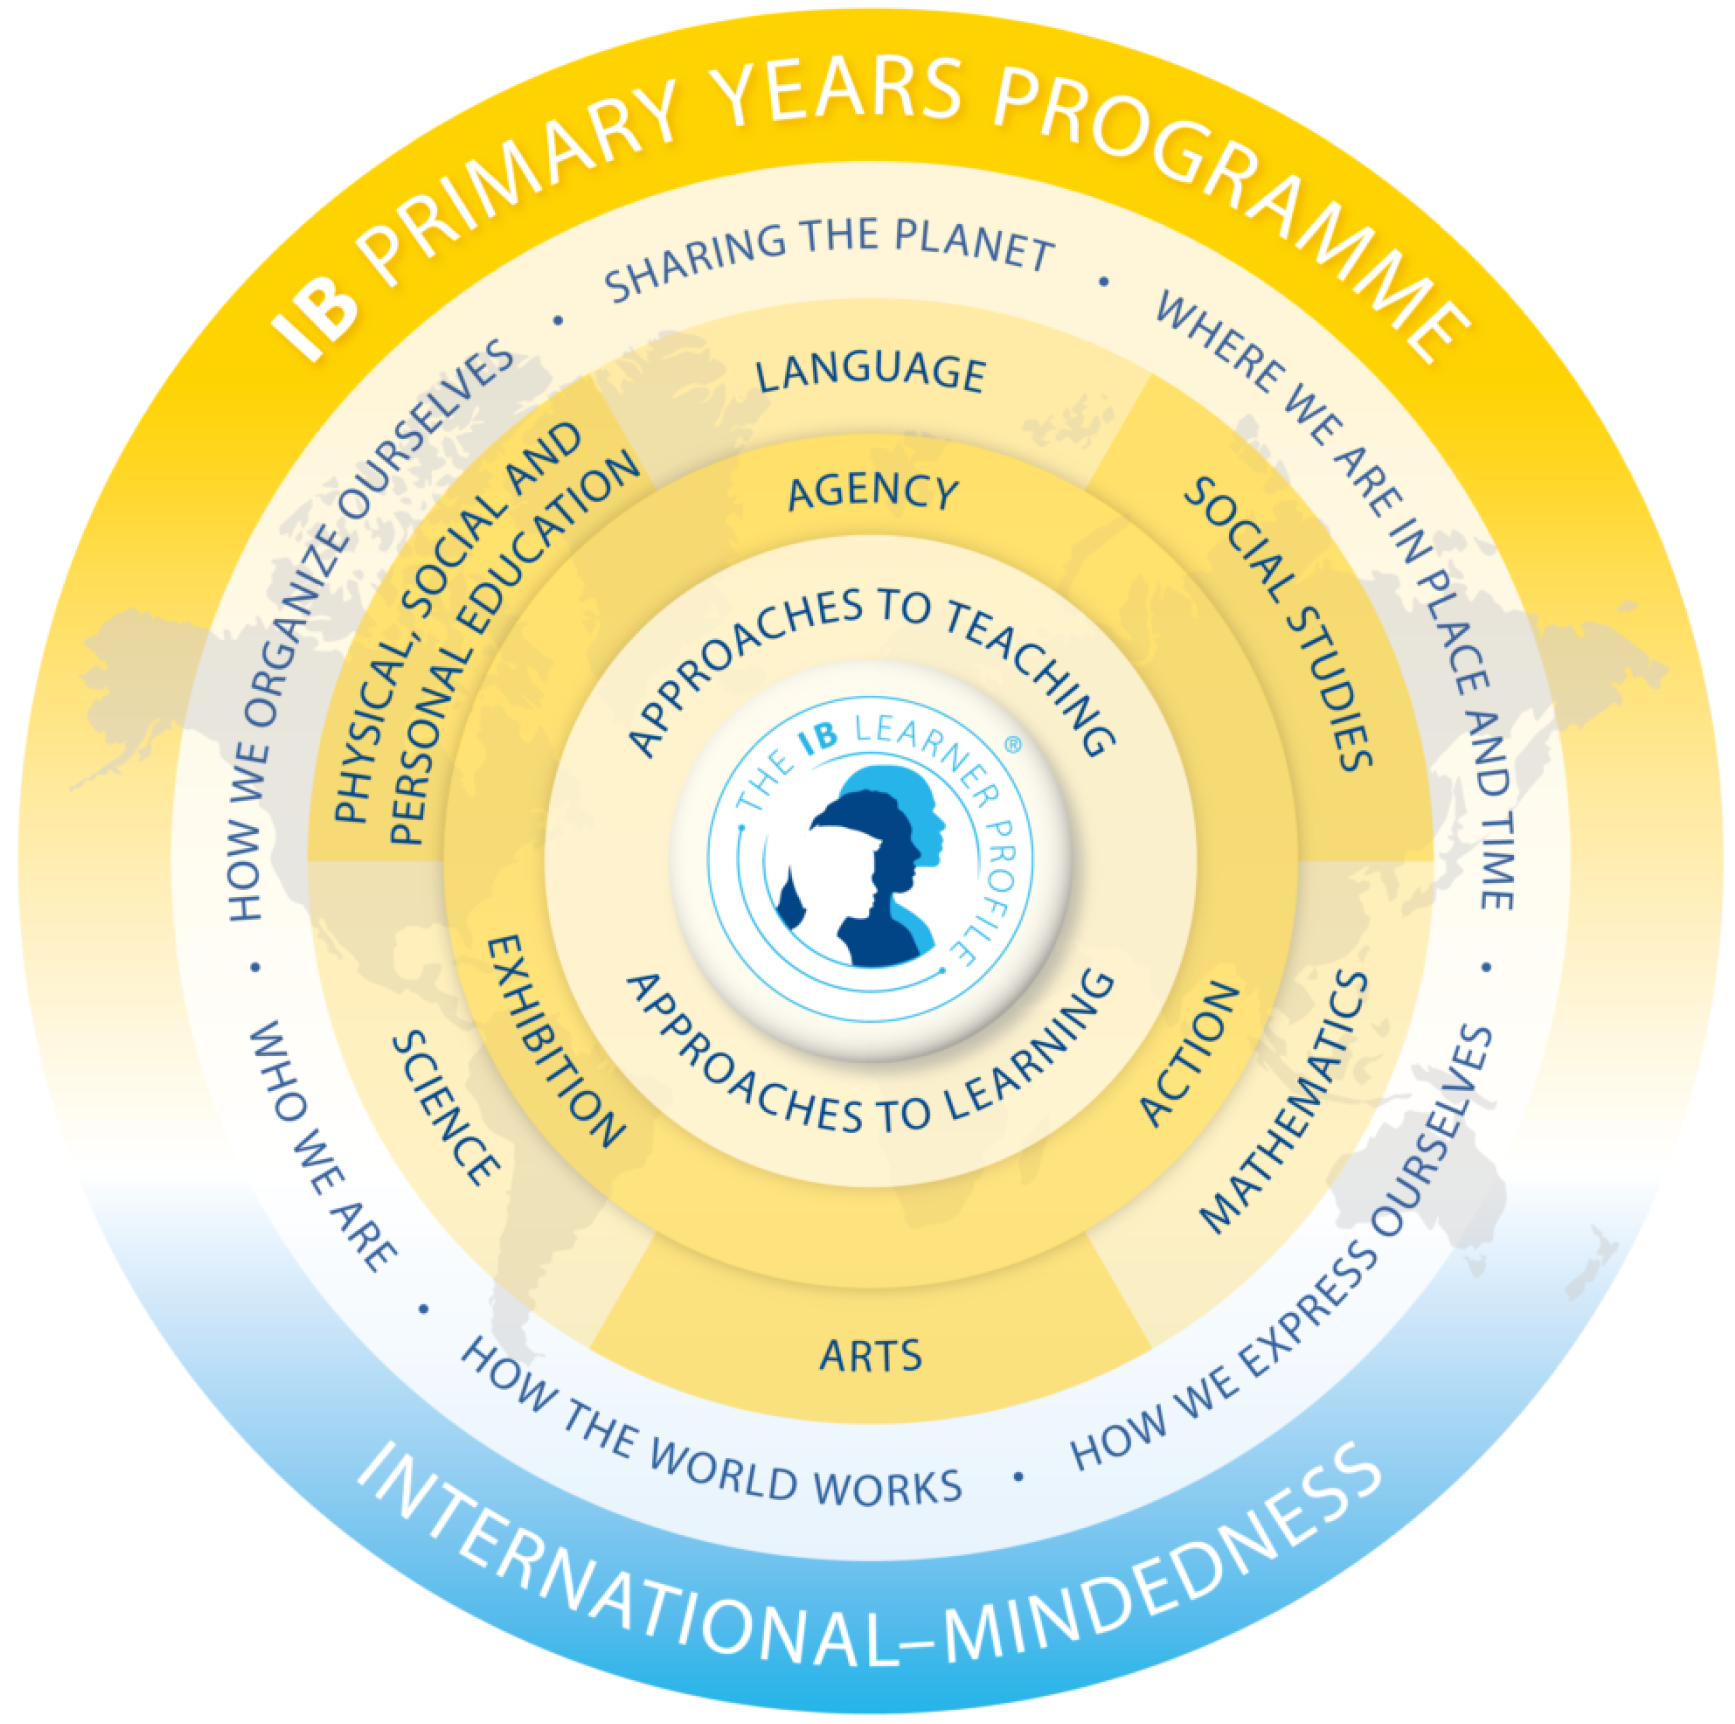 IB PRIMARY YEARS PROGRAMME
SHARING THE PLANET
•
WHERE WE ARE IN PLACE AND TIME
•
HOW WE EXPRESS OURSELVES
•
HOW THE WORLD WORKS
•
WHO WE ARE
•
HOW WE ORGANIZE OURSELVES
•
LANGUAGE
SOCIAL STUDIES
MATHEMATICS
ARTS
SCIENCE
PHYSICAL, SOCIAL AND
PERSONAL EDUCATION
AGENCY
ACTION
EXHIBITION
APPROACHES TO TEACHING
APPROACHES TO LEARNING
THE IB LEARNER PROFILE
®
INTERNATIONAL–MINDEDNESS